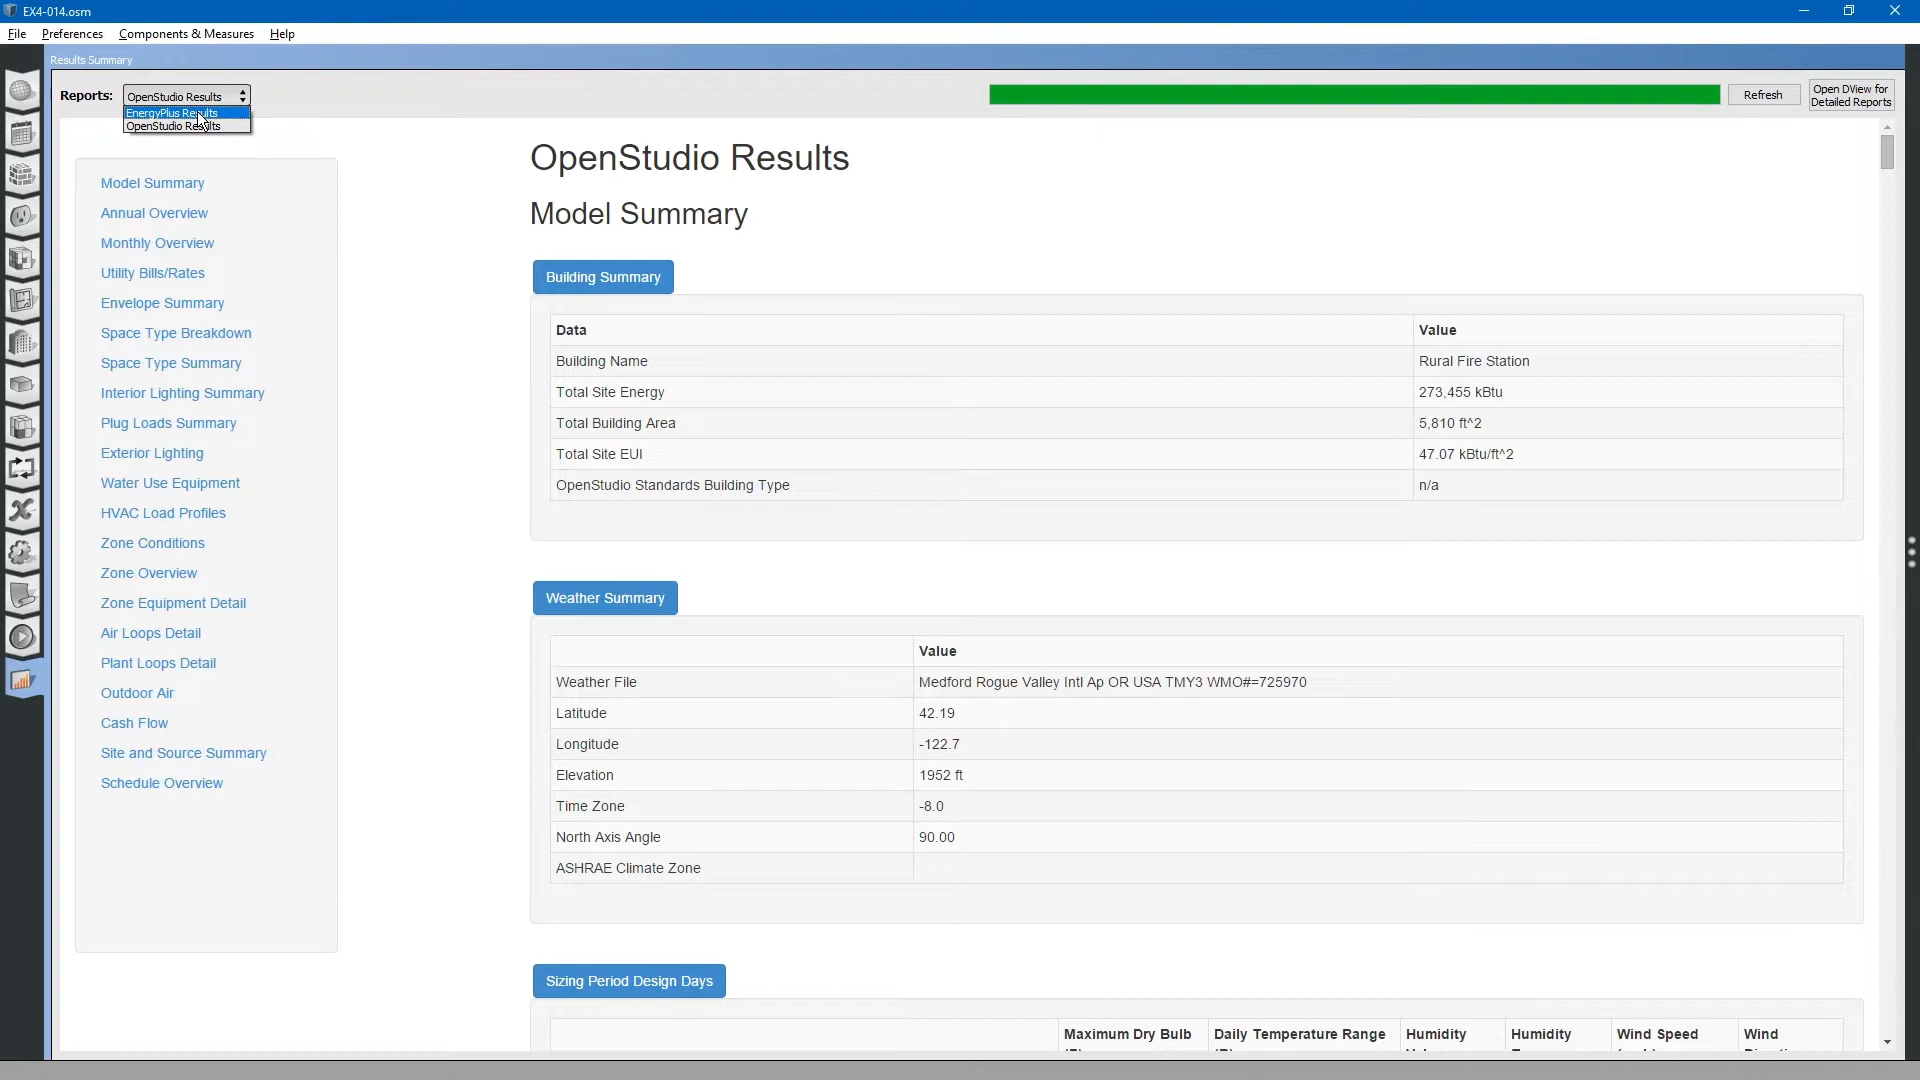 EX4-014.osm
File Preferences Components & Measures Help
Results Summary
Reports: OpenStudio Results
EnergyPlus Results
OpenStudio Results
Refresh
Open DView for
Detailed Reports
Model Summary
Annual Overview
Monthly Overview
Utility Bills/Rates
Envelope Summary
Space Type Breakdown
Space Type Summary
Interior Lighting Summary
Plug Loads Summary
Exterior Lighting
Water Use Equipment
HVAC Load Profiles
Zone Conditions
Zone Overview
Zone Equipment Detail
Air Loops Detail
Plant Loops Detail
Outdoor Air
Cash Flow
Site and Source Summary
Schedule Overview
OpenStudio Results
Model Summary
Building Summary
Data Value
Building Name Rural Fire Station
Total Site Energy 273,455 kBtu
Total Building Area 5,810 ft^2
Total Site EUI 47.07 kBtu/ft^2
OpenStudio Standards Building Type n/a
Weather Summary
Value
Weather File Medford Rogue Valley Intl Ap OR USA TMY3 WMO#=725970
Latitude 42.19
Longitude -122.7
Elevation 1952 ft
Time Zone -8.0
North Axis Angle 90.00
ASHRAE Climate Zone
Sizing Period Design Days
Maximum Dry Bulb Daily Temperature Range Humidity Humidity Wind Speed Wind